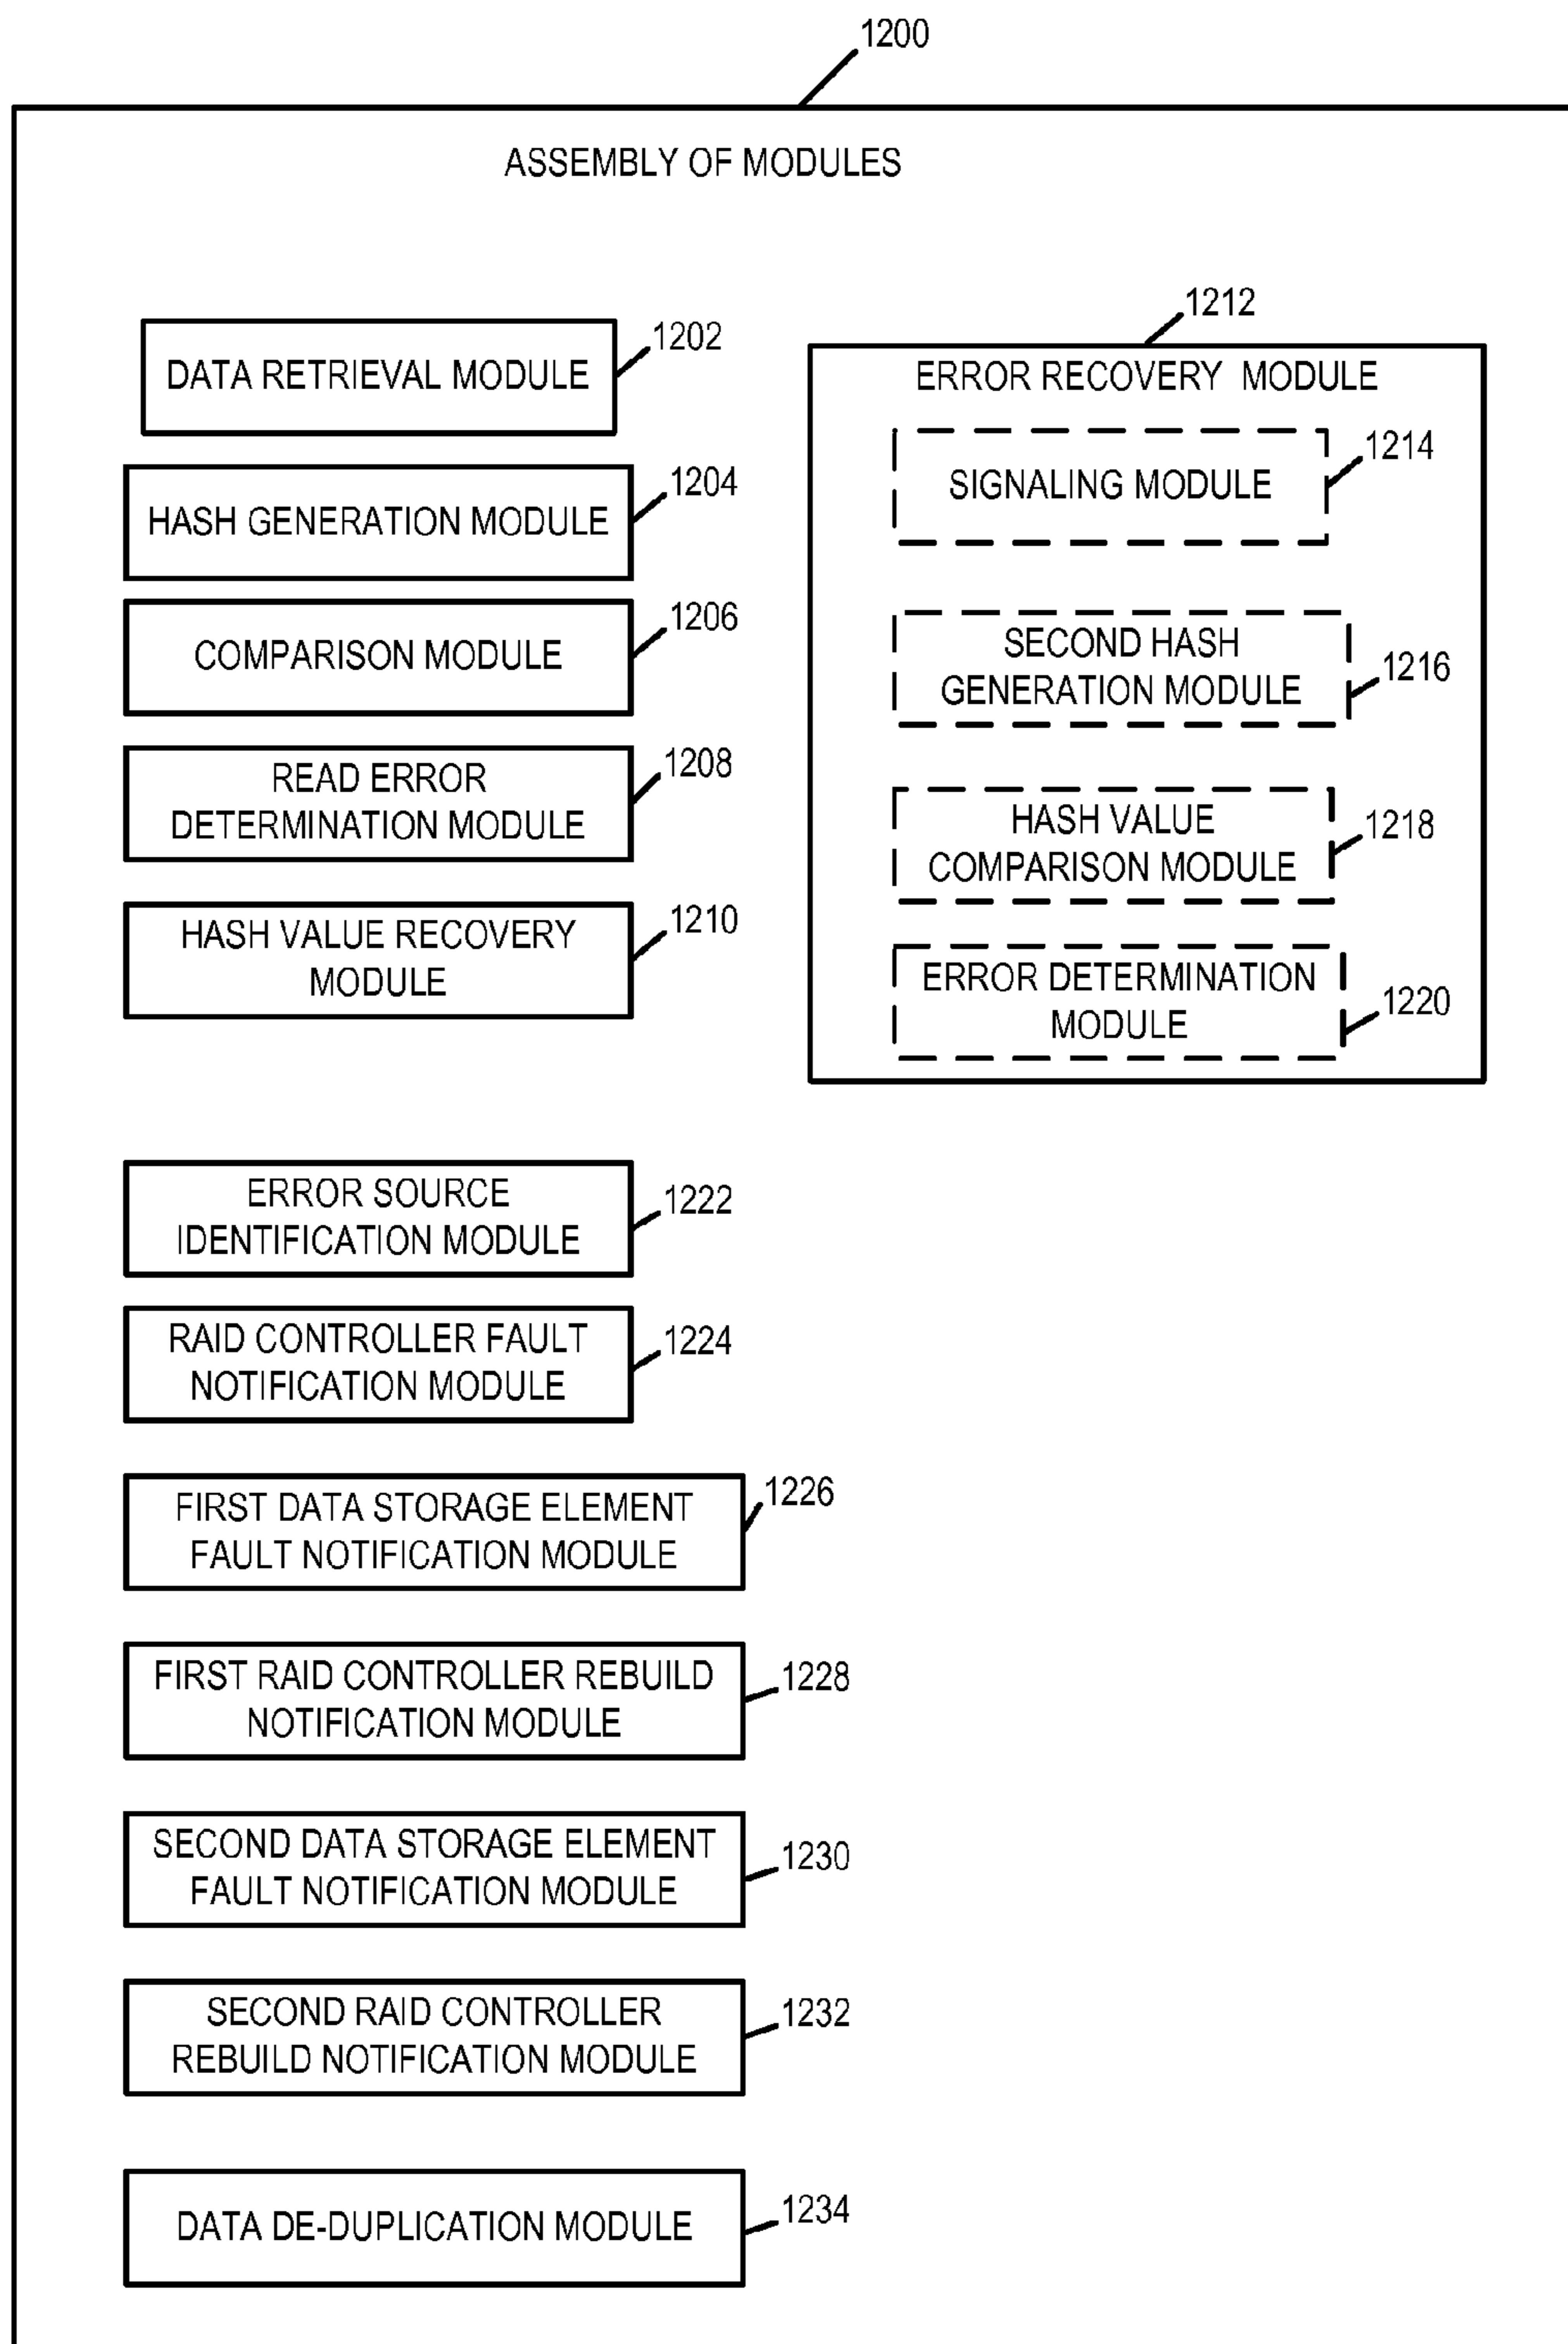 1200
ASSEMBLY OF MODULES
DATA RETRIEVAL MODULE
1202
HASH GENERATION MODULE
1204
COMPARISON MODULE
1206
READ ERROR
DETERMINATION MODULE
1208
HASH VALUE RECOVERY
MODULE
1210
1212
ERROR RECOVERY MODULE
SIGNALING MODULE
1214
SECOND HASH
GENERATION MODULE
1216
HASH VALUE
COMPARISON MODULE
1218
ERROR DETERMINATION
MODULE
1220
ERROR SOURCE
IDENTIFICATION MODULE
1222
RAID CONTROLLER FAULT
NOTIFICATION MODULE
1224
FIRST DATA STORAGE ELEMENT
FAULT NOTIFICATION MODULE
1226
FIRST RAID CONTROLLER REBUILD
NOTIFICATION MODULE
1228
SECOND DATA STORAGE ELEMENT
FAULT NOTIFICATION MODULE
1230
SECOND RAID CONTROLLER
REBUILD NOTIFICATION MODULE
1232
DATA DE-DUPLICATION MODULE
1234